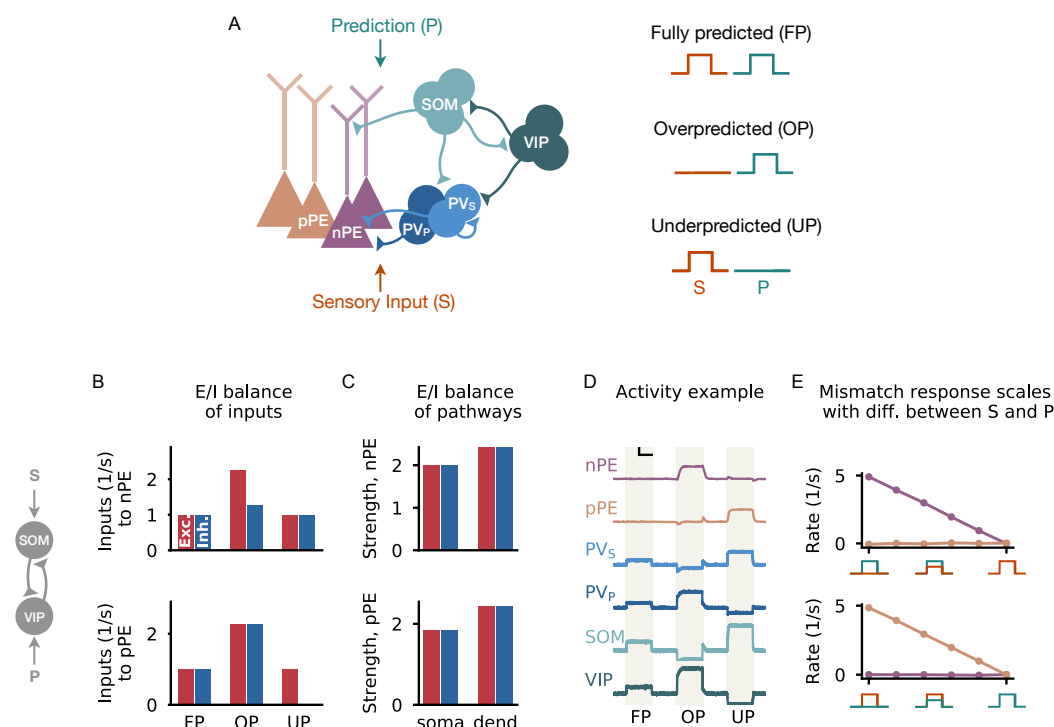 A
Prediction (P)
SOM
VIP
pPE
nPE
PVS
PVP
Sensory Input (S)
Fully predicted (FP)
Overpredicted (OP)
Underpredicted (UP)
S
P
B
E/I balance
of inputs
C
E/I balance
of pathways
D
Activity example
E
Mismatch response scales
with diff. between S and P
S
SOM
VIP
P
Inputs (1/s)
to nPE
2
1
0
Exc.
Inh.
Inputs (1/s)
to pPE
2
0
FP
OP
UP
Strength, nPE
2
0
Strength, pPE
2
0
soma
dend
nPE
pPE
PVS
PVP
SOM
VIP
FP
OP
UP
Rate (1/s)
5
0
Rate (1/s)
5
0